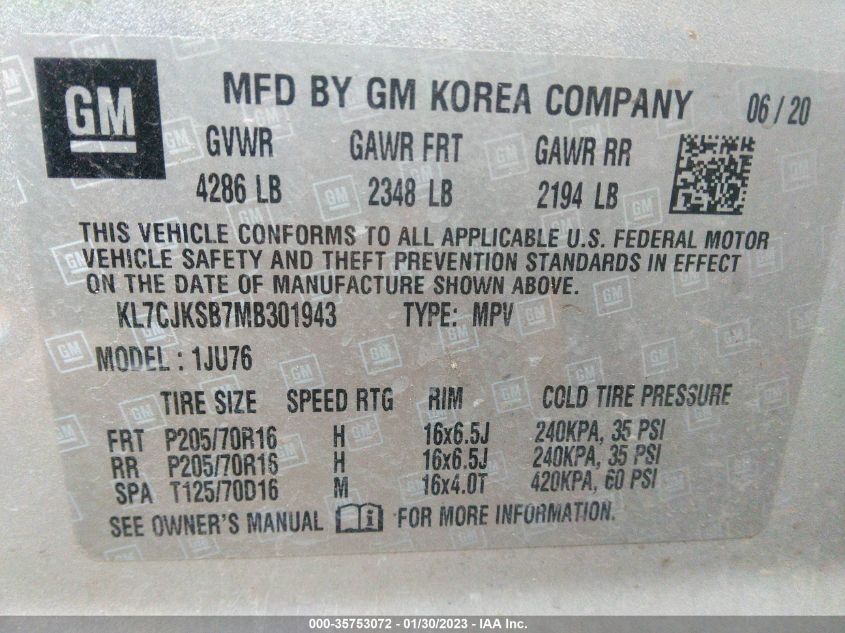 GM MFD BY GM KOREA COMPANY 06/20
GVWR GAWR FRT GAWR RR
4286 LB 2348 LB 2194 LB
THIS VEHICLE CONFORMS TO ALL APPLICABLE U.S. FEDERAL MOTOR
VEHICLE SAFETY AND THEFT PREVENTION STANDARDS IN EFFECT
ON THE DATE OF MANUFACTURE SHOWN ABOVE.
KL7CJKSB7MB301943 TYPE: MPV
MODEL: 1JU76
TIRE SIZE SPEED RTG RIM COLD TIRE PRESSURE
FRT P205/70R16 H 16x6.5J 240KPA, 35 PSI
RR P205/70R16 H 16x6.5J 240KPA, 35 PSI
SPA T125/70D16 M 16x4.0T 420KPA, 60 PSI
SEE OWNER'S MANUAL i FOR MORE INFORMATION.
000-35753072 - 01/30/2023 - IAA Inc.